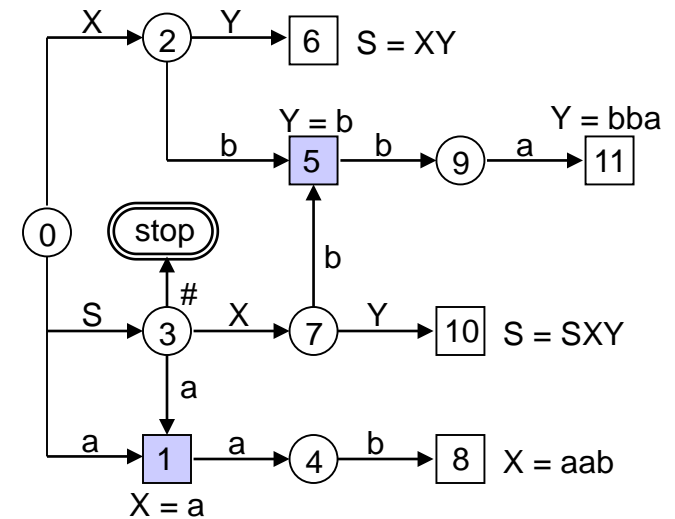 X 2 Y 6 S = XY
Y = b
Y = bba
b 5 b 9 a 11
0
stop
b
#
S 3 X 7 Y 10 S = SXY
a
a 1 a 4 b 8 X = aab
X = a